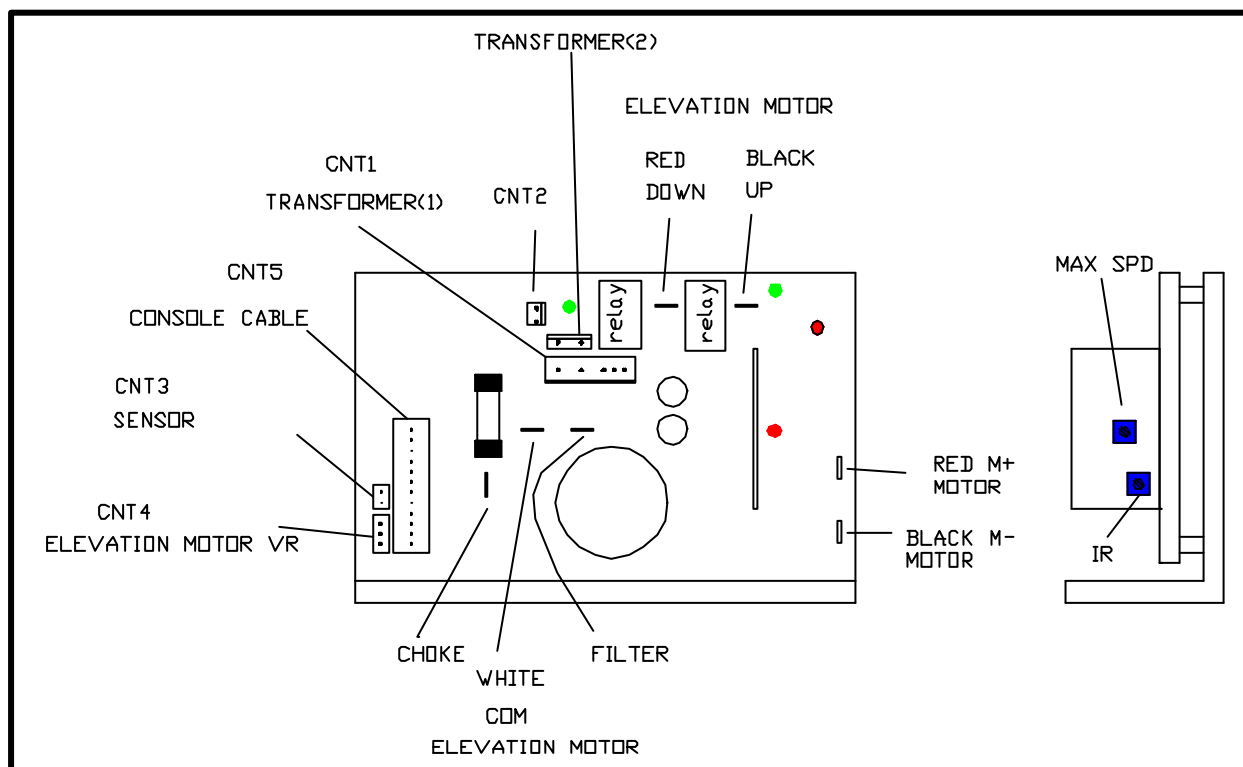 TRANSFORMER(2)
ELEVATION MOTOR
RED
DOWN
BLACK
UP
CNT1
TRANSFORMER(1)
CNT2
CNT5
CONSOLE CABLE
CNT3
SENSOR
CNT4
ELEVATION MOTOR VR
relay
relay
RED M+
MOTOR
BLACK M-
MOTOR
CHOKE
WHITE
COM
ELEVATION MOTOR
FILTER
MAX SPD
IR